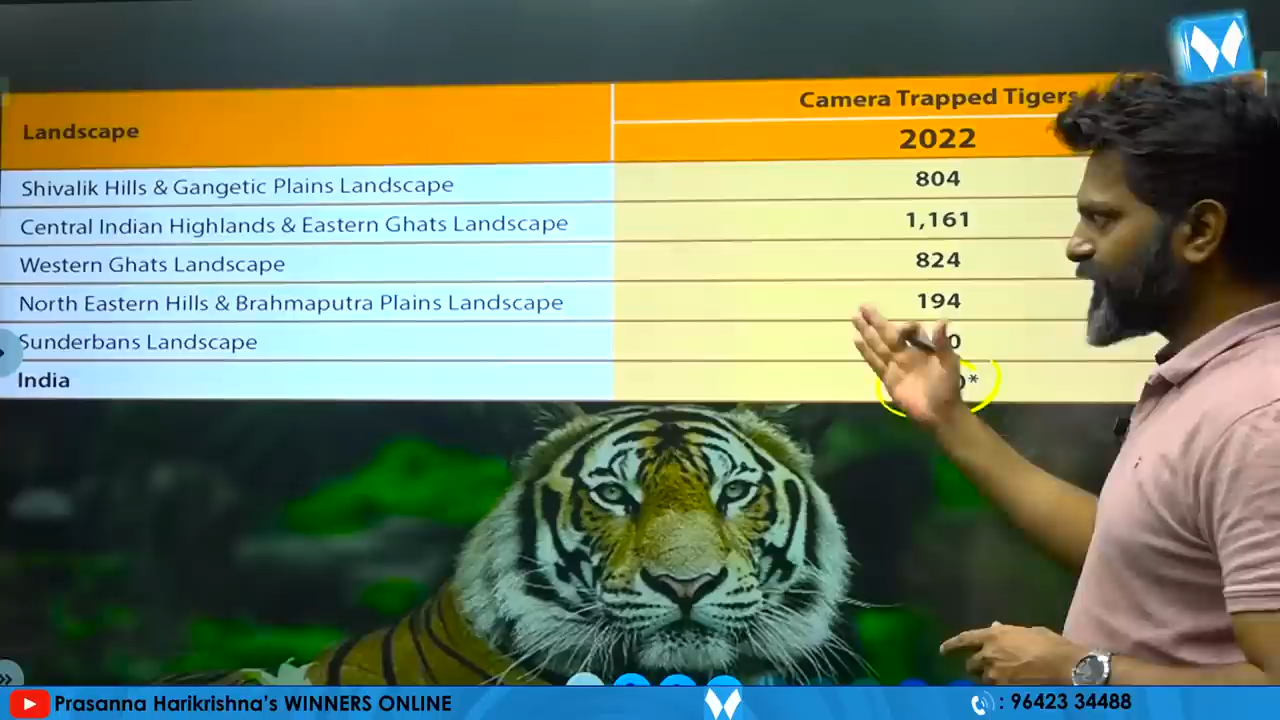 Camera Trapped Tigers
Landscape
2022
Shivalik Hills & Gangetic Plains Landscape 804
Central Indian Highlands & Eastern Ghats Landscape 1,161
Western Ghats Landscape 824
North Eastern Hills & Brahmaputra Plains Landscape 194
Sunderbans Landscape
India
Prasanna Harikrishna's WINNERS ONLINE
: 96423 34488